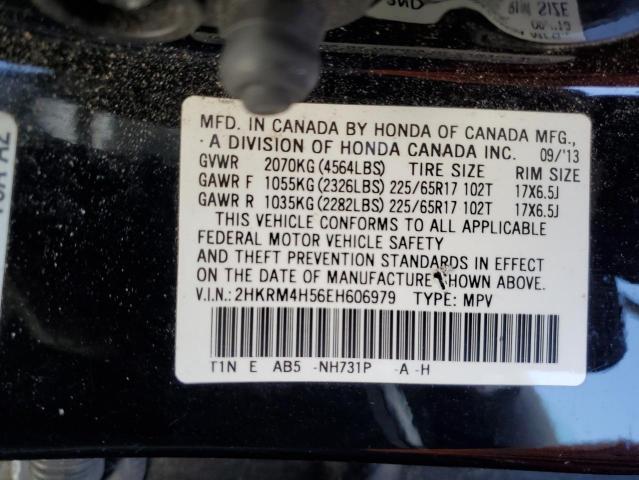 MFD. IN CANADA BY HONDA OF CANADA MFG.,
A DIVISION OF HONDA CANADA INC. 09/'13
GVWR 2070KG (4564LBS) TIRE SIZE RIM SIZE
GAWR F 1055KG (2326LBS) 225/65R17 102T 17X6.5J
GAWR R 1035KG (2282LBS) 225/65R17 102T 17X6.5J
THIS VEHICLE CONFORMS TO ALL APPLICABLE
FEDERAL MOTOR VEHICLE SAFETY
AND THEFT PREVENTION STANDARDS IN EFFECT
ON THE DATE OF MANUFACTURE SHOWN ABOVE.
V.I.N.: 2HKRM4H56EH606979 TYPE: MPV
T1N E AB5 -NH731P -A -H